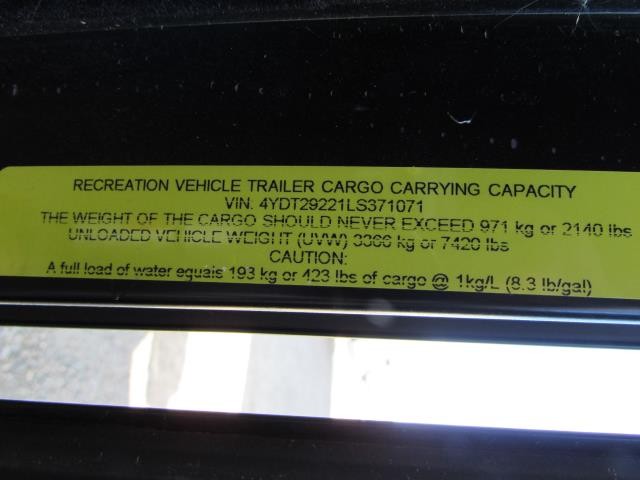 RECREATION VEHICLE TRAILER CARGO CARRYING CAPACITY
VIN: 4YDT29221LS371071
THE WEIGHT OF THE CARGO SHOULD NEVER EXCEED 971 kg or 2140 lbs
UNLOADED VEHICLE WEIGHT (UVW) 3366 kg or 7420 lbs
CAUTION:
A full load of water equals 193 kg or 423 lbs of cargo @ 1kg/L (8.3 lb/gal)